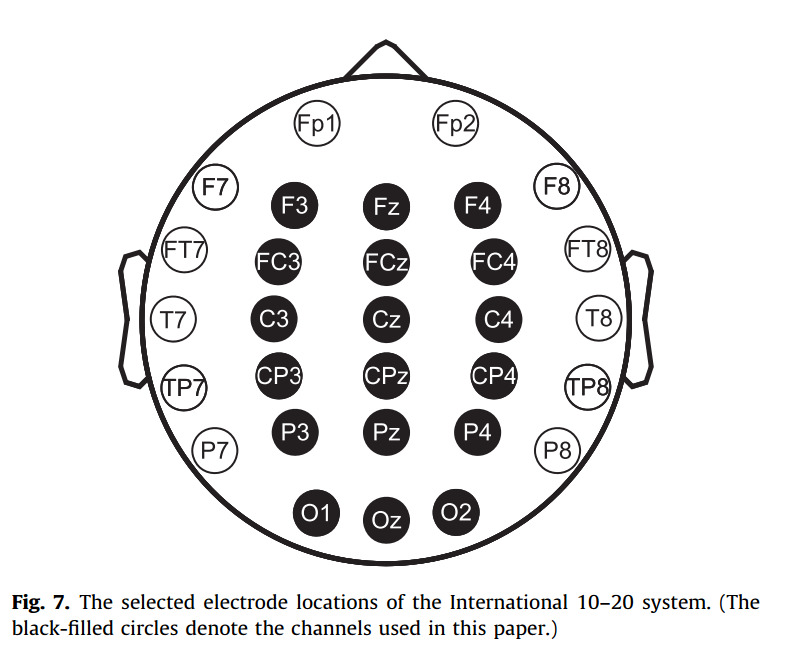 Fp1 Fp2
F7 F8
F3 Fz F4
FT7 FT8
FC3 FCz FC4
T7 C3 Cz C4 T8
CP3 CPz CP4
TP7 TP8
P3 Pz P4
P7 P8
O1 Oz O2
Fig. 7. The selected electrode locations of the International 10–20 system. (The
black-filled circles denote the channels used in this paper.)